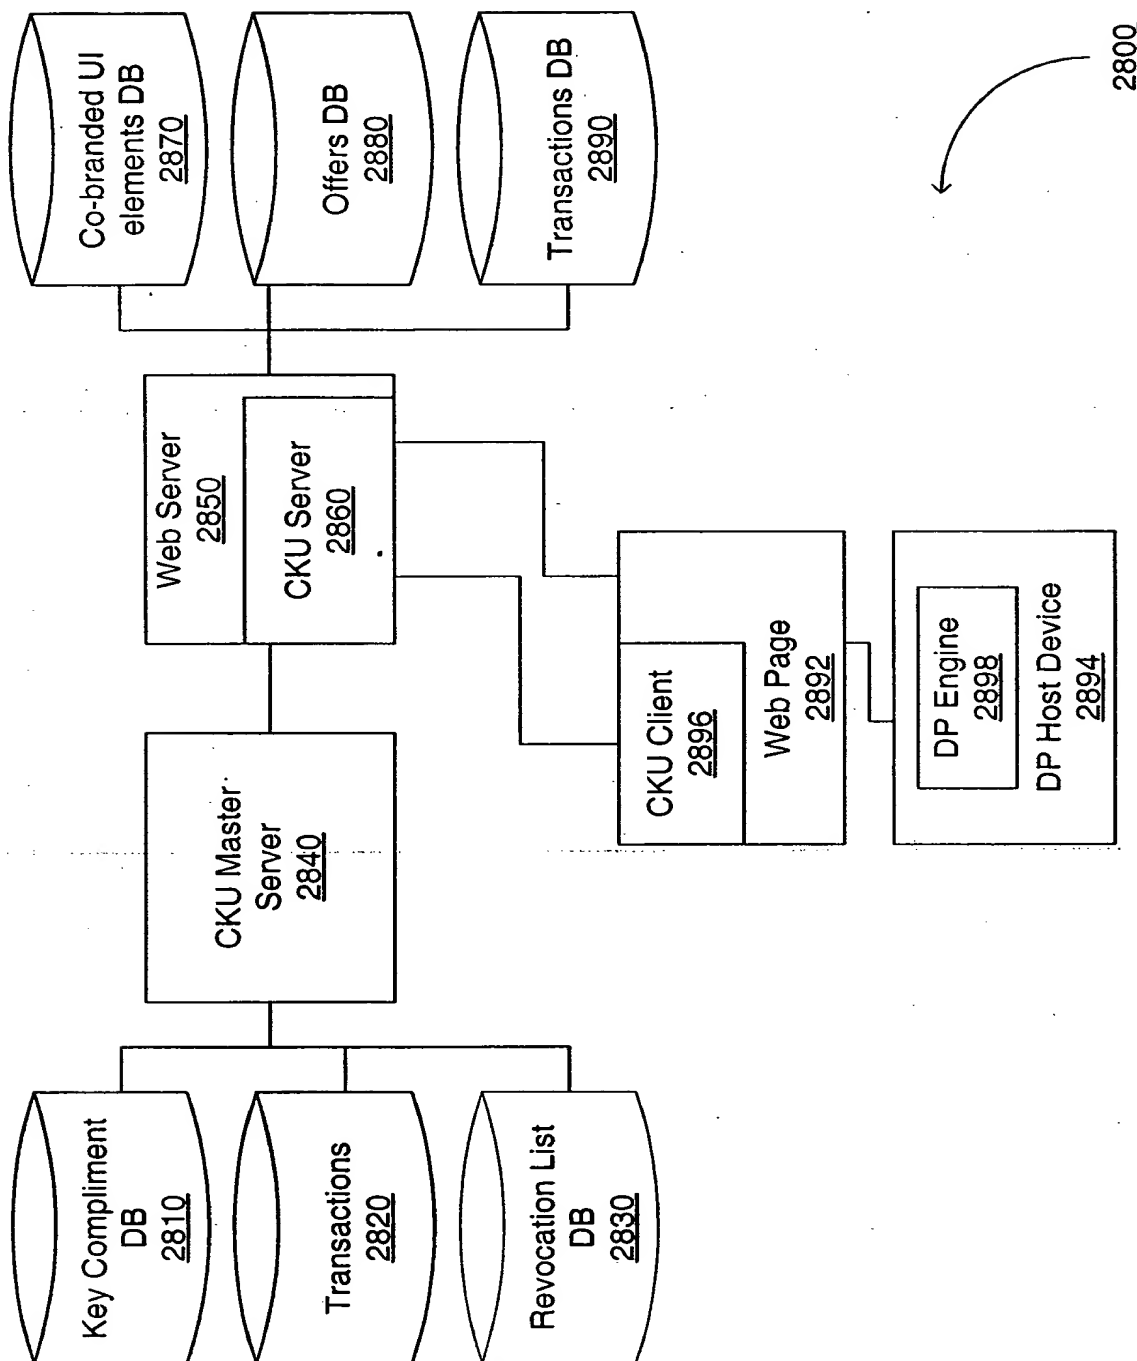 Key Compliment
DB
2810
Transactions
2820
Revocation List
DB
2830
CKU Master
Server
2840
Web Server
2850
CKU Server
2860
Co-branded UI
elements DB
2870
Offers DB
2880
Transactions DB
2890
CKU Client
2896
Web Page
2892
DP Engine
2898
DP Host Device
2894
2800